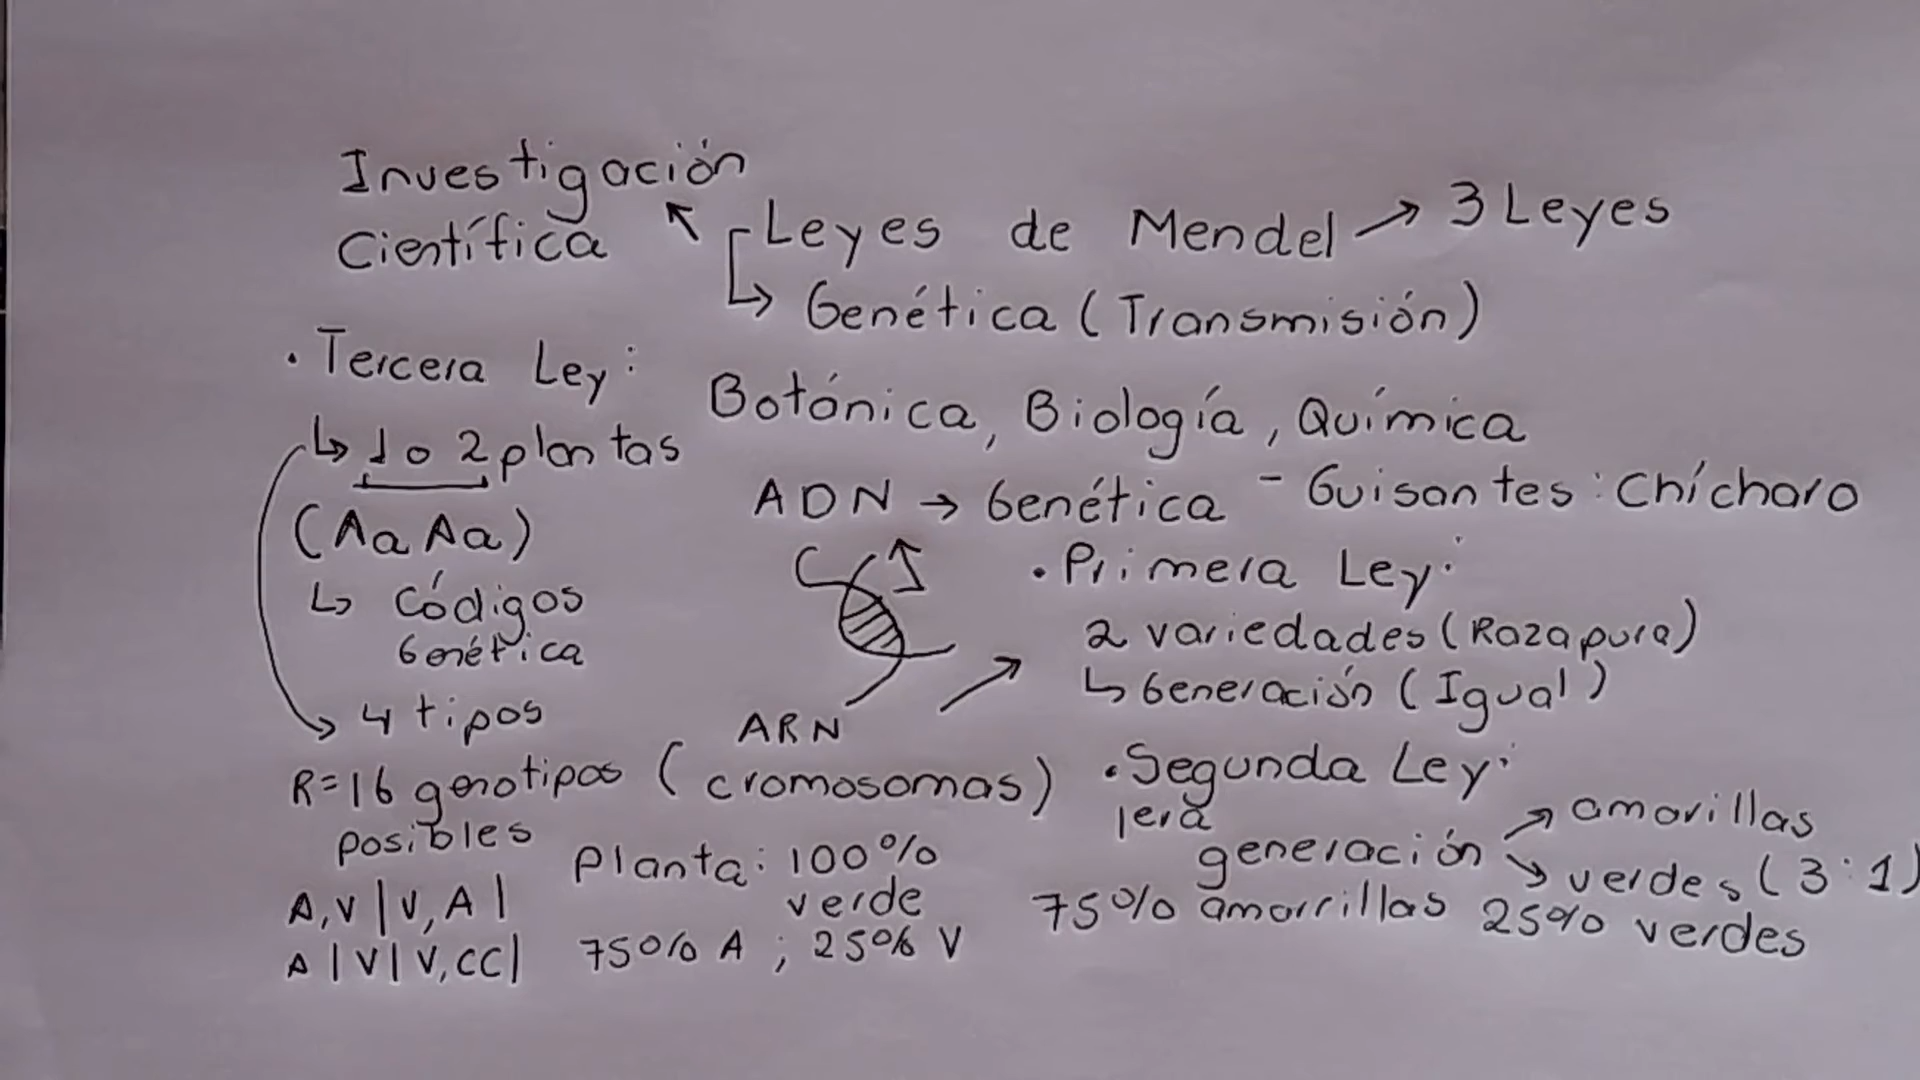 Investigación
Científica
Leyes de Mendel → 3 Leyes
↳ Genética (Transmisión)
Botánica, Biología, Química
ADN → Genética - Guisantes: Chícharo
ARN
(cromosomas)
• Primera Ley:
2 variedades (Raza pura)
↳ Generación (Igual)
• Segunda Ley:
1era
generación ↗ amarillas
↘ verdes (3:1)
75% amarrillas 25% verdes
• Tercera Ley:
↳ 1 o 2 plantas
(Aa Aa)
↳ códigos
Genética
→ 4 tipos
R=16 genotipos
posibles
A,V | V,A |
A | V | V,CC |
Planta: 100%
verde
75% A ; 25% V